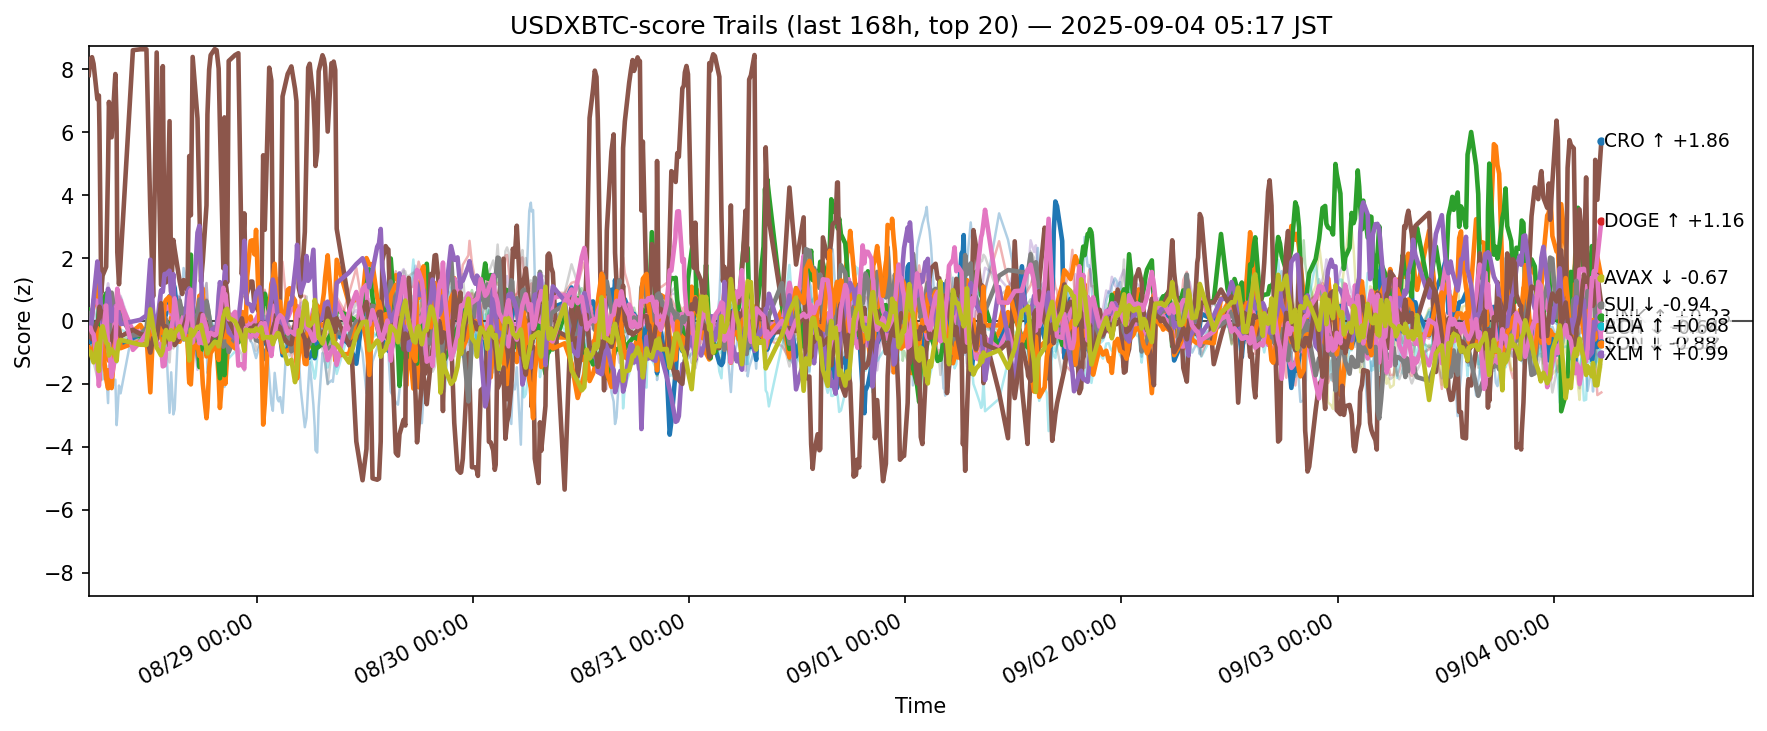 USDXBTC-score Trails (last 168h, top 20) — 2025-09-04 05:17 JST
Score (z)
8
6
4
2
0
−2
−4
−6
−8
CRO ↑ +1.86
DOGE ↑ +1.16
AVAX ↓ -0.67
SUI ↓ -0.94
ADA ↑ +0.68
XLM ↑ +0.99
08/29 00:00
08/30 00:00
08/31 00:00
09/01 00:00
09/02 00:00
09/03 00:00
09/04 00:00
Time